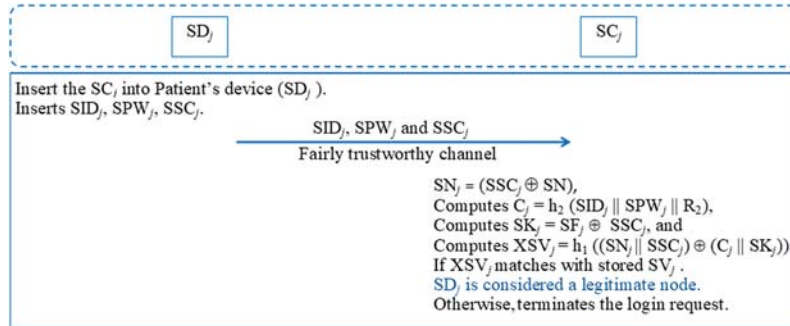 SDⱼ
SCⱼ
Insert the SCⱼ into Patient's device (SDⱼ ).
Inserts SIDⱼ, SPWⱼ, SSCⱼ.
SIDⱼ, SPWⱼ and SSCⱼ
Fairly trustworthy channel
SNⱼ = (SSCⱼ ⊕ SN),
Computes Cⱼ = h₂ (SIDⱼ || SPWⱼ || R₂),
Computes SKⱼ = SFⱼ ⊕ SSCⱼ, and
Computes XSVⱼ = h₁ ((SNⱼ || SSCⱼ) ⊕ (Cⱼ || SKⱼ))
If XSVⱼ matches with stored SVⱼ .
SDⱼ is considered a legitimate node.
Otherwise, terminates the login request.